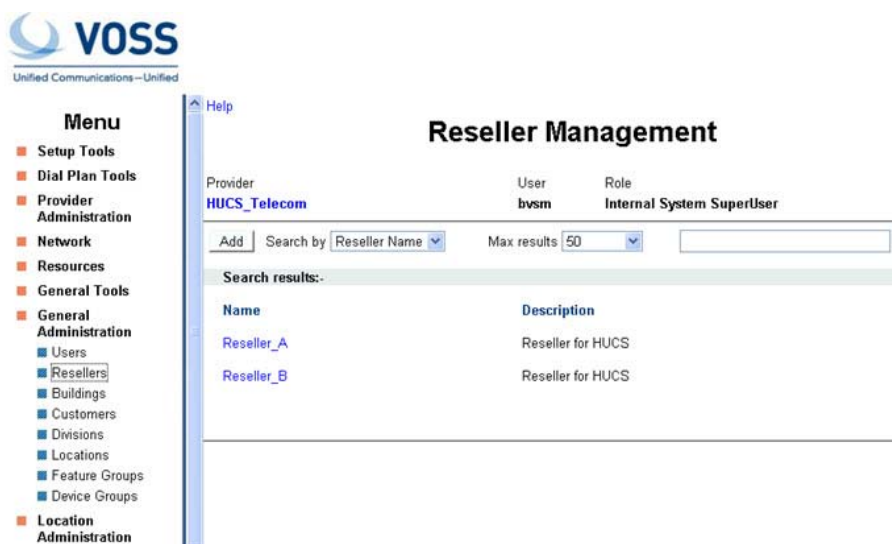 VOSS
Unified Communications—Unified
Menu
Setup Tools
Dial Plan Tools
Provider
Administration
Network
Resources
General Tools
General
Administration
Users
Resellers
Buildings
Customers
Divisions
Locations
Feature Groups
Device Groups
Location
Administration
Help
Reseller Management
Provider User Role
HUCS_Telecom bvsm Internal System SuperUser
Add Search by Reseller Name Max results 50
Search results:-
Name Description
Reseller_A Reseller for HUCS
Reseller_B Reseller for HUCS